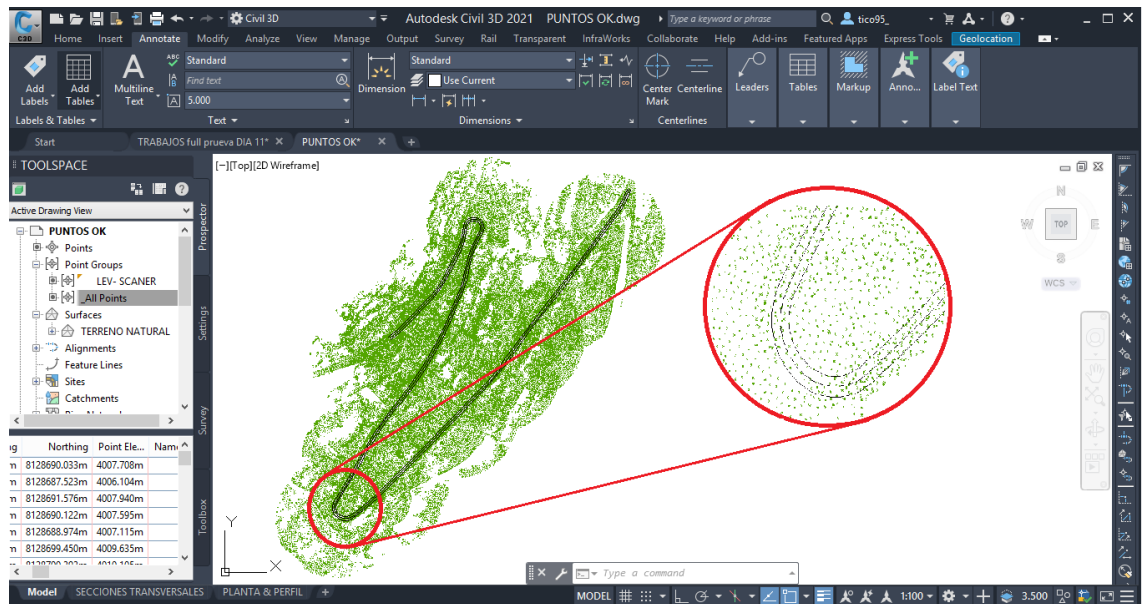 C3D
Civil 3D
Autodesk Civil 3D 2021 PUNTOS OK.dwg
Type a keyword or phrase
tico95_
Home Insert Annotate Modify Analyze View Manage Output Survey Rail Transparent InfraWorks Collaborate Help Add-ins Featured Apps Express Tools Geolocation
Add Labels
Add Tables
Multiline Text
ABC
Standard
Find text
5.000
Dimension
Standard
Use Current
Center Mark
Centerline
Leaders
Tables
Markup
Anno...
Label Text
Labels & Tables
Text
Dimensions
Centerlines
Start
TRABAJOS full prueva DIA 11*
PUNTOS OK*
TOOLSPACE
[−][Top][2D Wireframe]
Active Drawing View
PUNTOS OK
Points
Point Groups
LEV- SCANER
_All Points
Surfaces
TERRENO NATURAL
Alignments
Feature Lines
Sites
Catchments
Prospector
Settings
Survey
Toolbox
N
W TOP E
S
WCS
Northing Point Ele... Nam
8128690.033m 4007.708m
8128687.523m 4006.104m
8128691.576m 4007.940m
8128690.122m 4007.595m
8128688.974m 4007.115m
8128699.450m 4009.635m
Y
X
Type a command
Model SECCIONES TRANSVERSALES PLANTA & PERFIL
MODEL
1:100
3.500